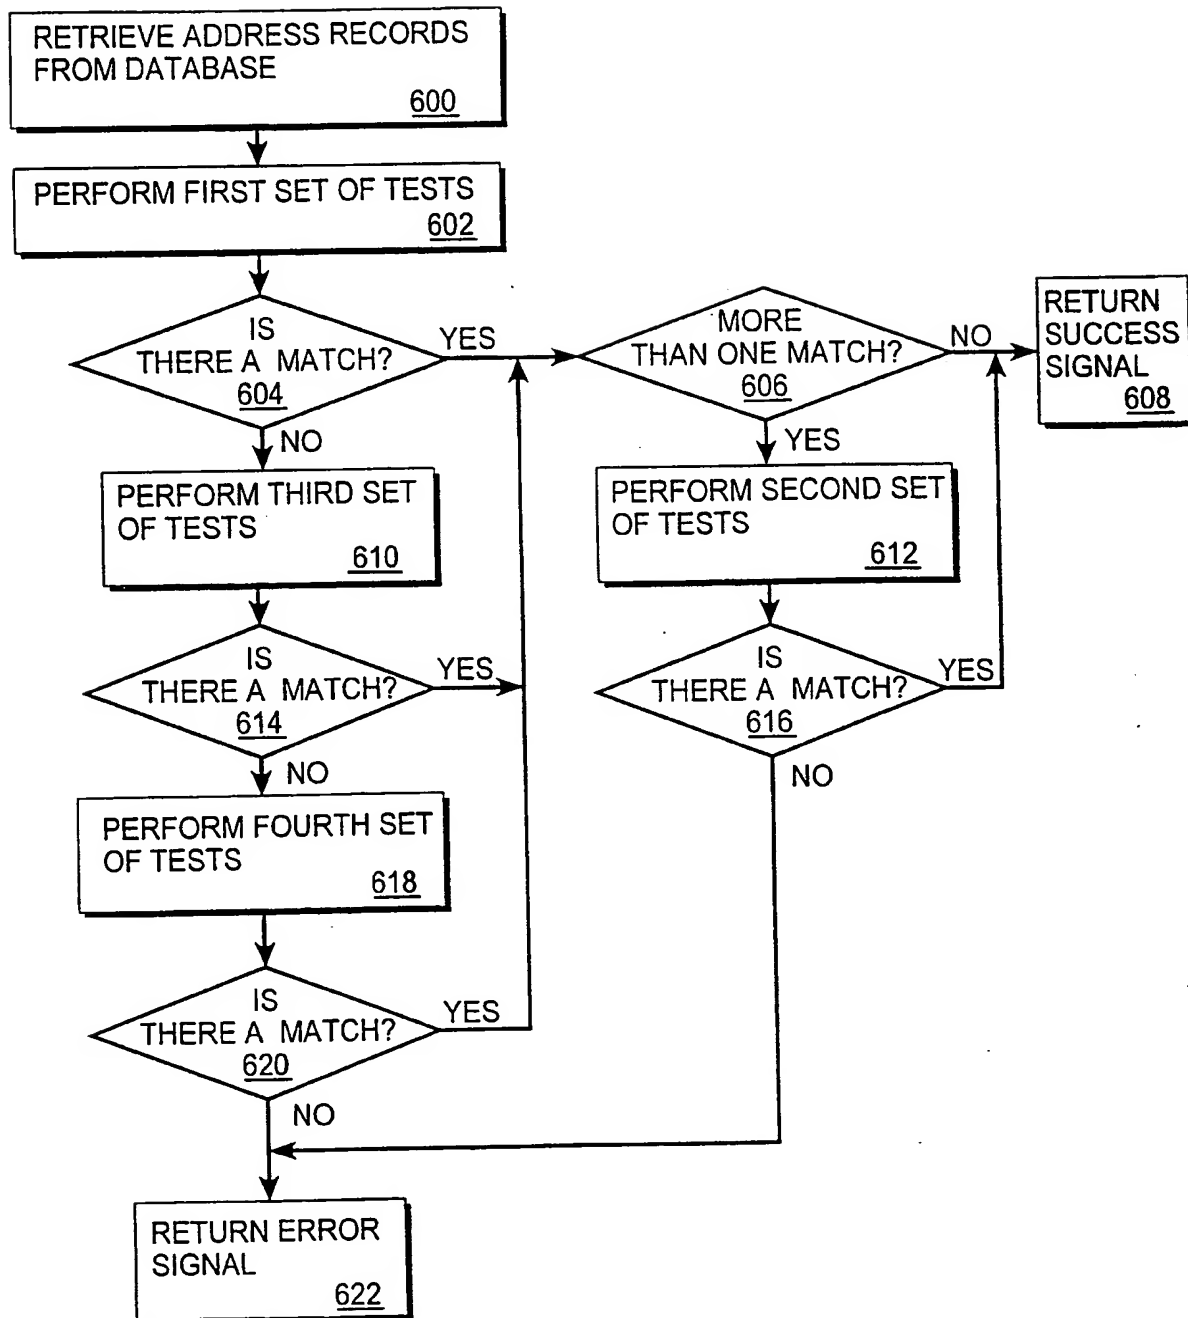 RETRIEVE ADDRESS RECORDS
FROM DATABASE
600
PERFORM FIRST SET OF TESTS
602
IS
THERE A MATCH?
604
YES
NO
MORE
THAN ONE MATCH?
606
NO
YES
RETURN
SUCCESS
SIGNAL
608
PERFORM THIRD SET
OF TESTS
610
PERFORM SECOND SET
OF TESTS
612
IS
THERE A MATCH?
614
YES
NO
IS
THERE A MATCH?
616
YES
NO
PERFORM FOURTH SET
OF TESTS
618
IS
THERE A MATCH?
620
YES
NO
RETURN ERROR
SIGNAL
622